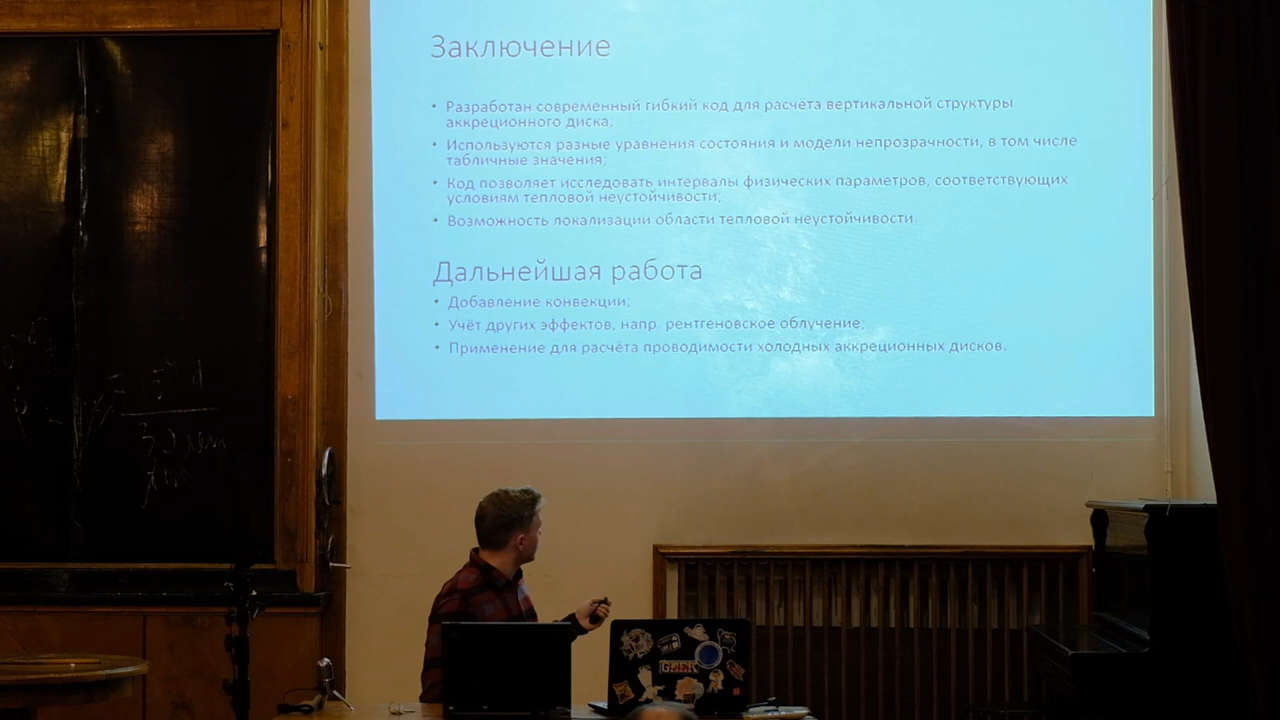 Заключение
• Разработан современный гибкий код для расчёта вертикальной структуры
аккреционного диска;
• Используются разные уравнения состояния и модели непрозрачности, в том числе
табличные значения;
• Код позволяет исследовать интервалы физических параметров, соответствующих
условиям тепловой неустойчивости;
• Возможность локализации области тепловой неустойчивости.
Дальнейшая работа
• Добавление конвекции;
• Учёт других эффектов, напр. рентгеновское облучение;
• Применение для расчёта проводимости холодных аккреционных дисков.
GEEK